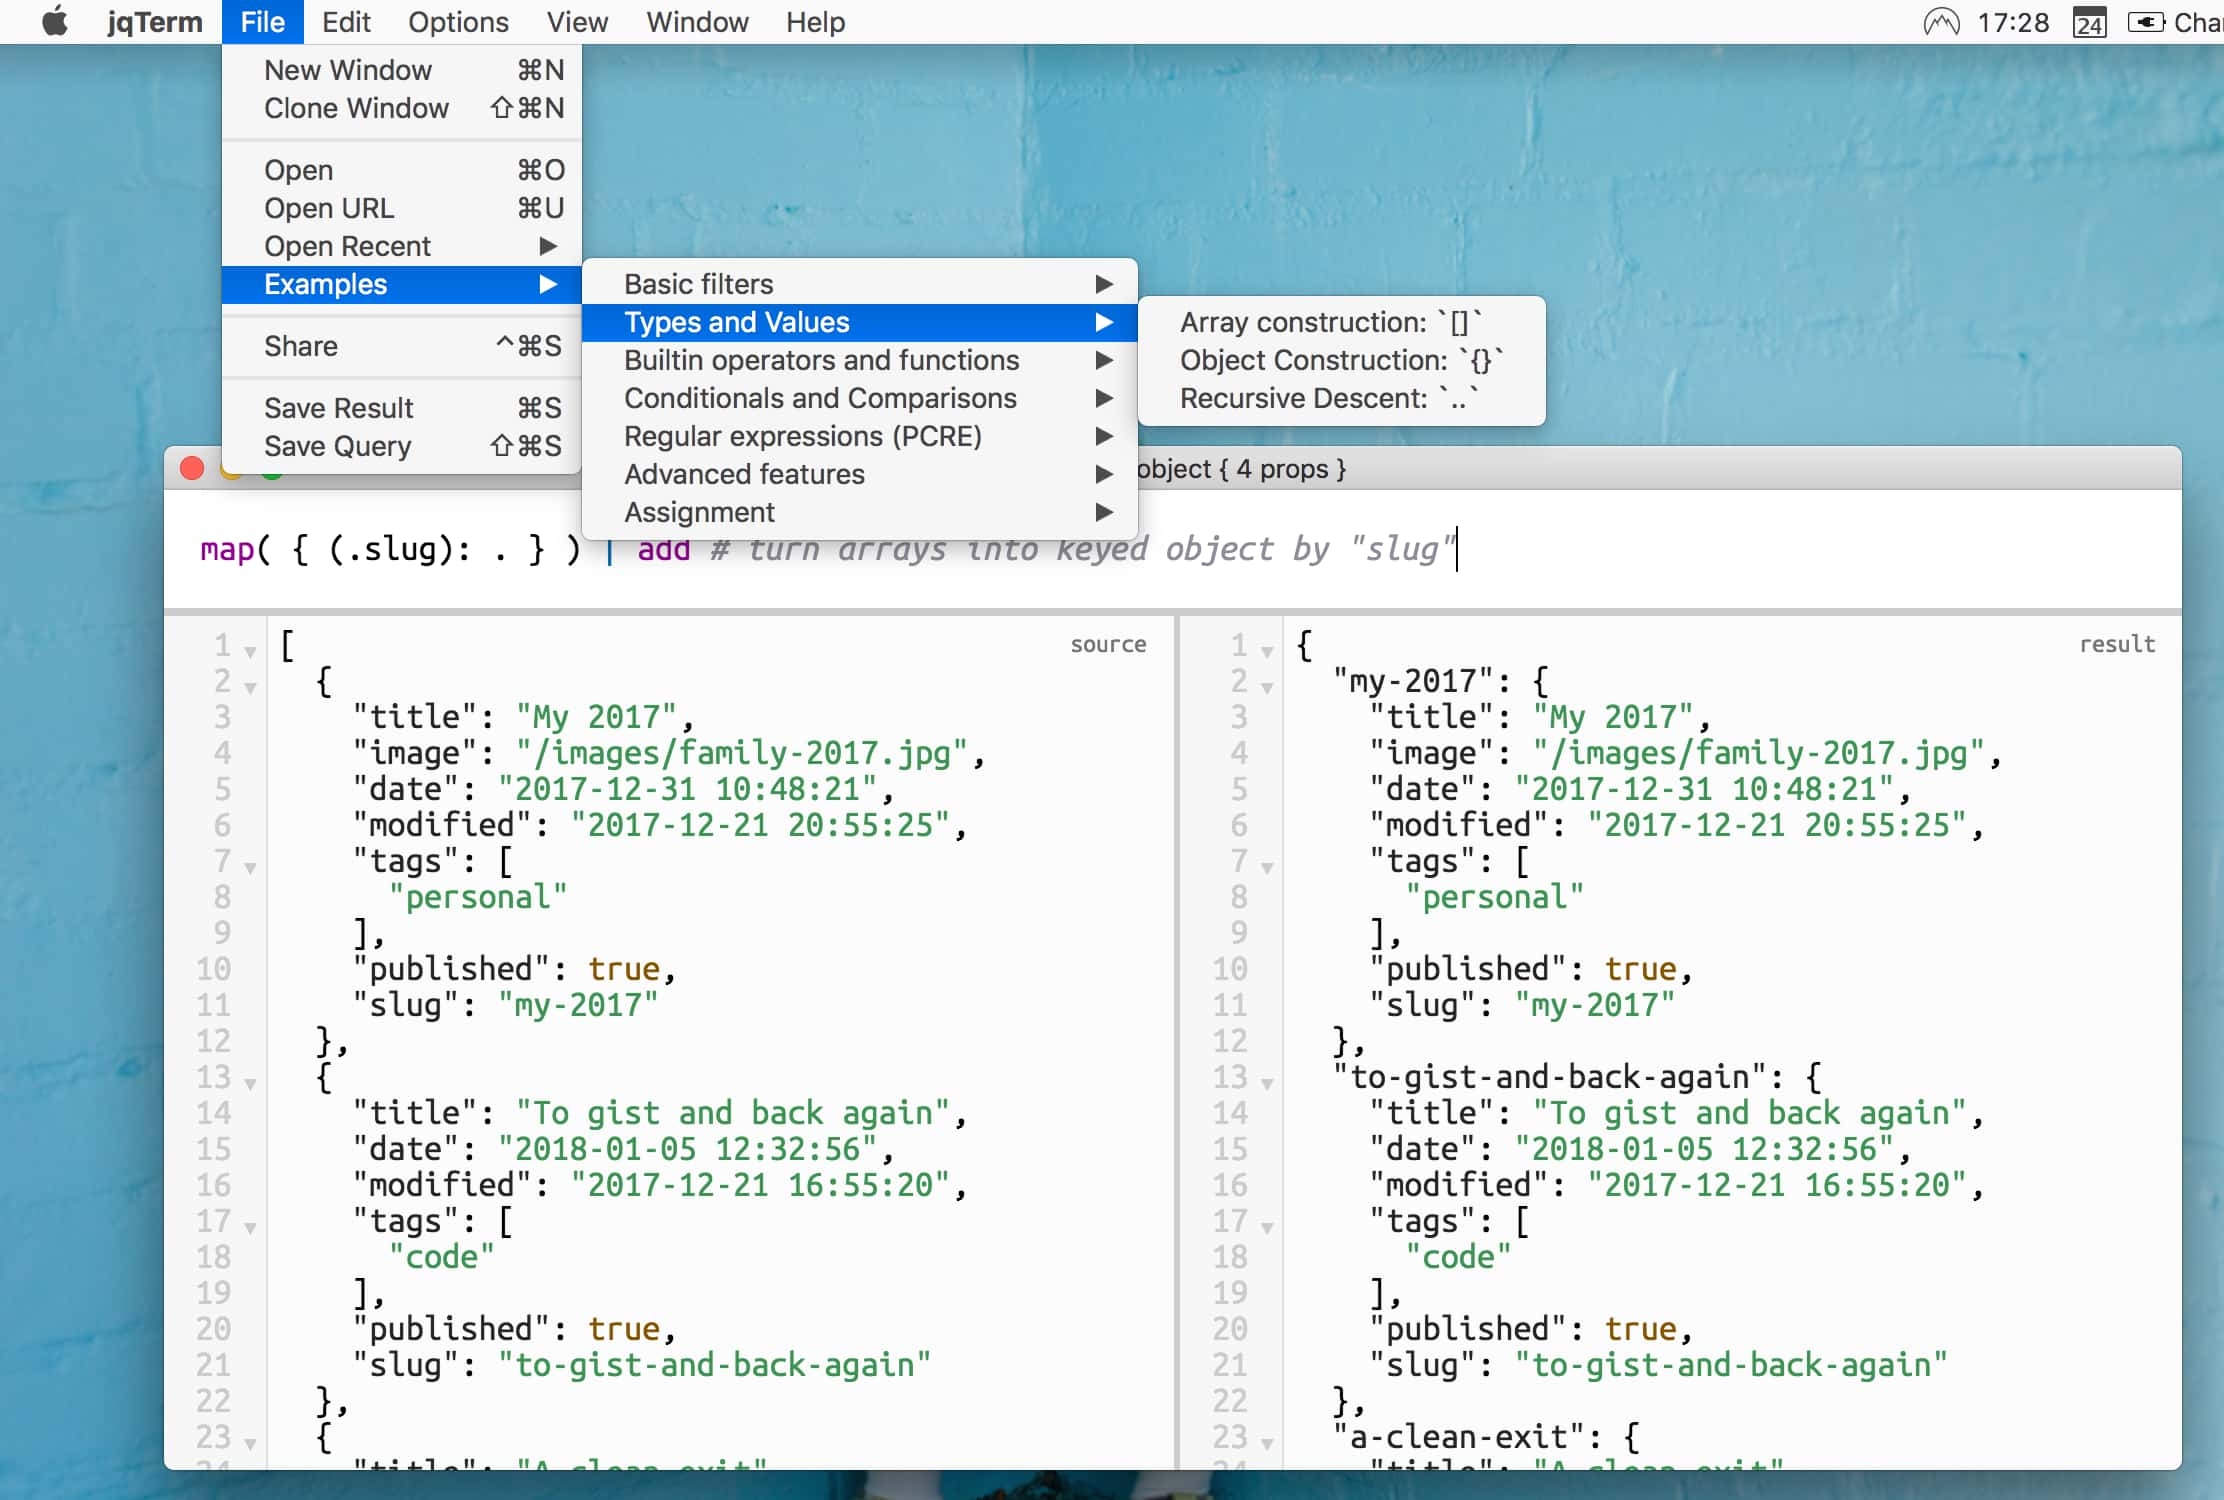 jqTerm File Edit Options View Window Help 17:28 24
New Window ⌘N
Clone Window ⇧⌘N
Open ⌘O
Open URL ⌘U
Open Recent ▶
Examples ▶
Share ^⌘S
Save Result ⌘S
Save Query ⇧⌘S
Basic filters ▶
Types and Values ▶
Builtin operators and functions ▶
Conditionals and Comparisons ▶
Regular expressions (PCRE) ▶
Advanced features ▶
Assignment ▶
Array construction: `[]`
Object Construction: `{}`
Recursive Descent: `..`
object { 4 props }
map( { (.slug): . } ) | add # turn arrays into keyed object by "slug"
source
1 [
2 {
3 "title": "My 2017",
4 "image": "/images/family-2017.jpg",
5 "date": "2017-12-31 10:48:21",
6 "modified": "2017-12-21 20:55:25",
7 "tags": [
8 "personal"
9 ],
10 "published": true,
11 "slug": "my-2017"
12 },
13 {
14 "title": "To gist and back again",
15 "date": "2018-01-05 12:32:56",
16 "modified": "2017-12-21 16:55:20",
17 "tags": [
18 "code"
19 ],
20 "published": true,
21 "slug": "to-gist-and-back-again"
22 },
23 {
24 "title": "A clean exit"
result
1 {
2 "my-2017": {
3 "title": "My 2017",
4 "image": "/images/family-2017.jpg",
5 "date": "2017-12-31 10:48:21",
6 "modified": "2017-12-21 20:55:25",
7 "tags": [
8 "personal"
9 ],
10 "published": true,
11 "slug": "my-2017"
12 },
13 "to-gist-and-back-again": {
14 "title": "To gist and back again",
15 "date": "2018-01-05 12:32:56",
16 "modified": "2017-12-21 16:55:20",
17 "tags": [
18 "code"
19 ],
20 "published": true,
21 "slug": "to-gist-and-back-again"
22 },
23 "a-clean-exit": {
24 "title": "A clean exit"